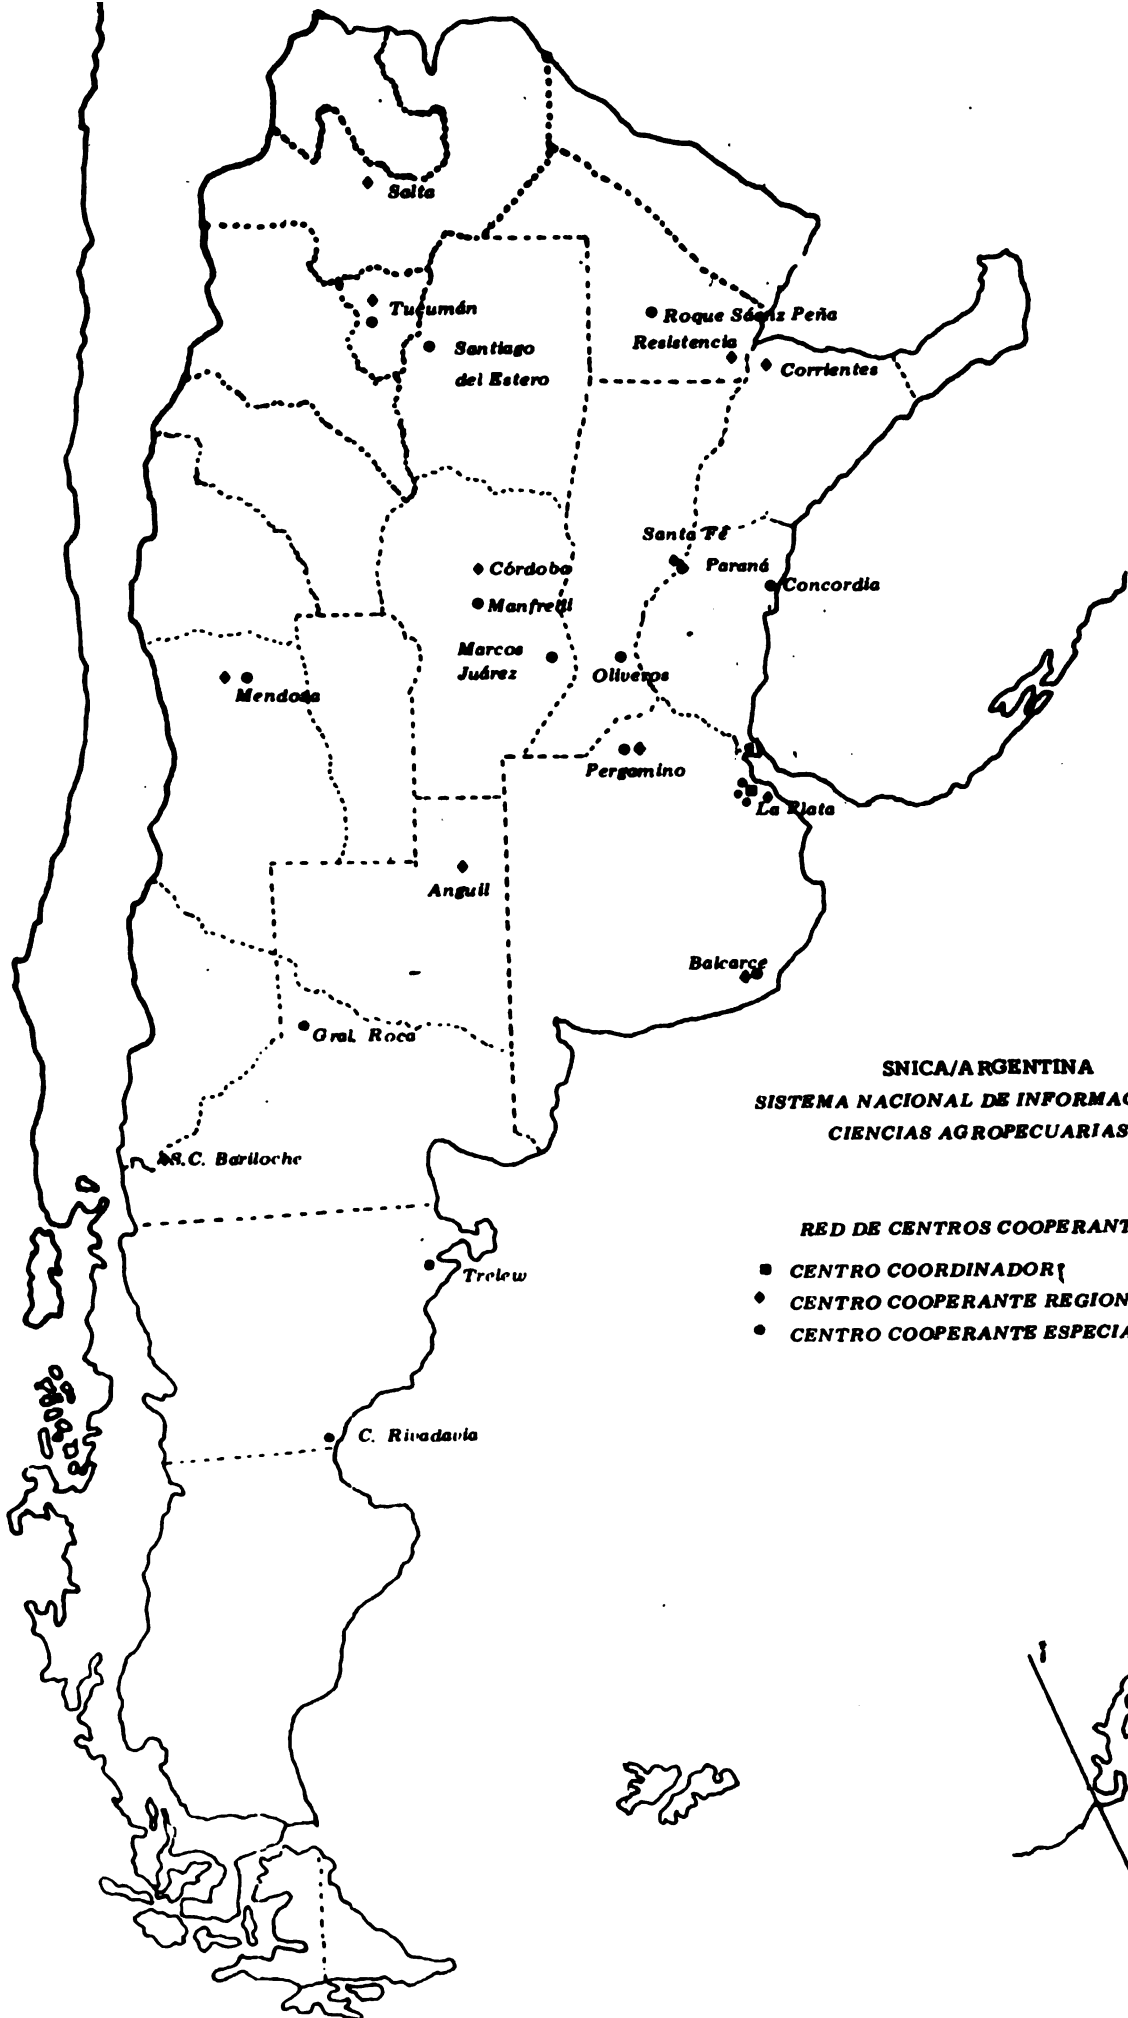 Salta
Tucumán
Roque Sáenz Peña
Resistencia
Santiago
del Estero
Corrientes
Santa Fé
Córdoba
Paraná
Concordia
Manfredi
Marcos
Juárez
Oliveros
Mendosa
Pergamino
La Plata
Anguil
Balcarce
Gral. Roca
SNICA/ARGENTINA
SISTEMA NACIONAL DE INFORMAC
CIENCIAS AGROPECUARIAS
S.C. Bariloche
RED DE CENTROS COOPERANT
Trelew
CENTRO COORDINADOR
CENTRO COOPERANTE REGION
CENTRO COOPERANTE ESPECIA
C. Rivadavia